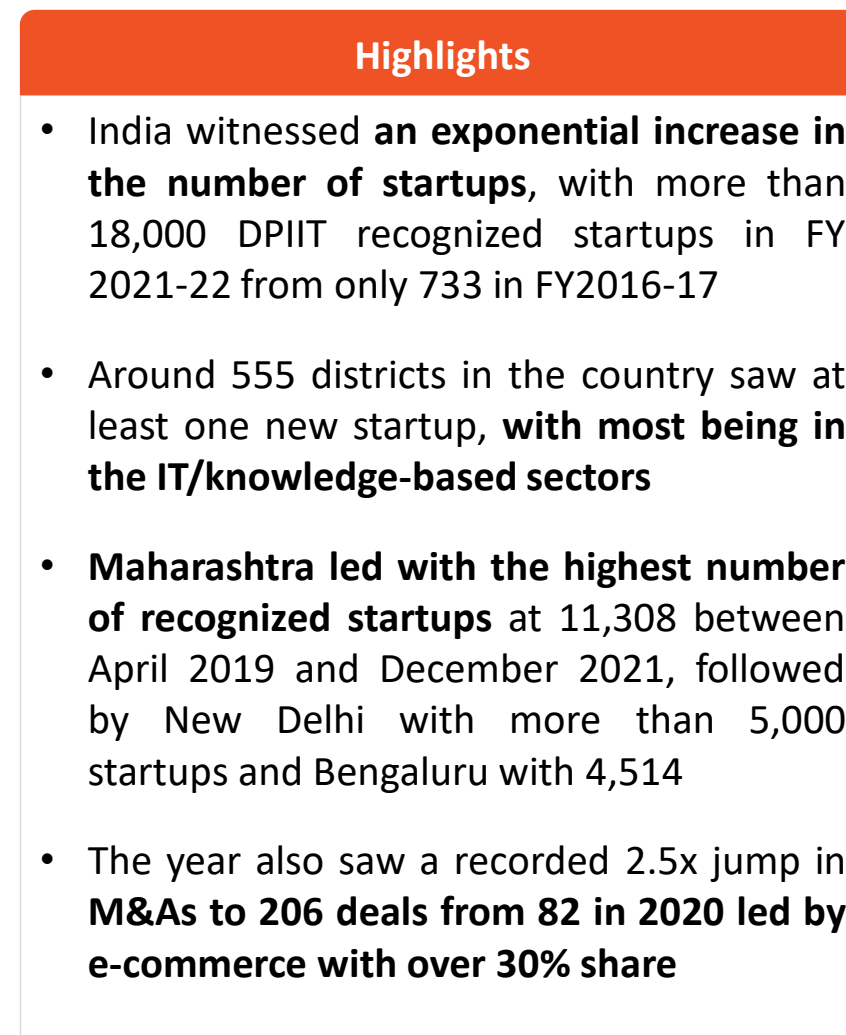 Highlights
• India witnessed an exponential increase in
the number of startups, with more than
18,000 DPIIT recognized startups in FY
2021-22 from only 733 in FY2016-17
• Around 555 districts in the country saw at
least one new startup, with most being in
the IT/knowledge-based sectors
• Maharashtra led with the highest number
of recognized startups at 11,308 between
April 2019 and December 2021, followed
by New Delhi with more than 5,000
startups and Bengaluru with 4,514
• The year also saw a recorded 2.5x jump in
M&As to 206 deals from 82 in 2020 led by
e-commerce with over 30% share